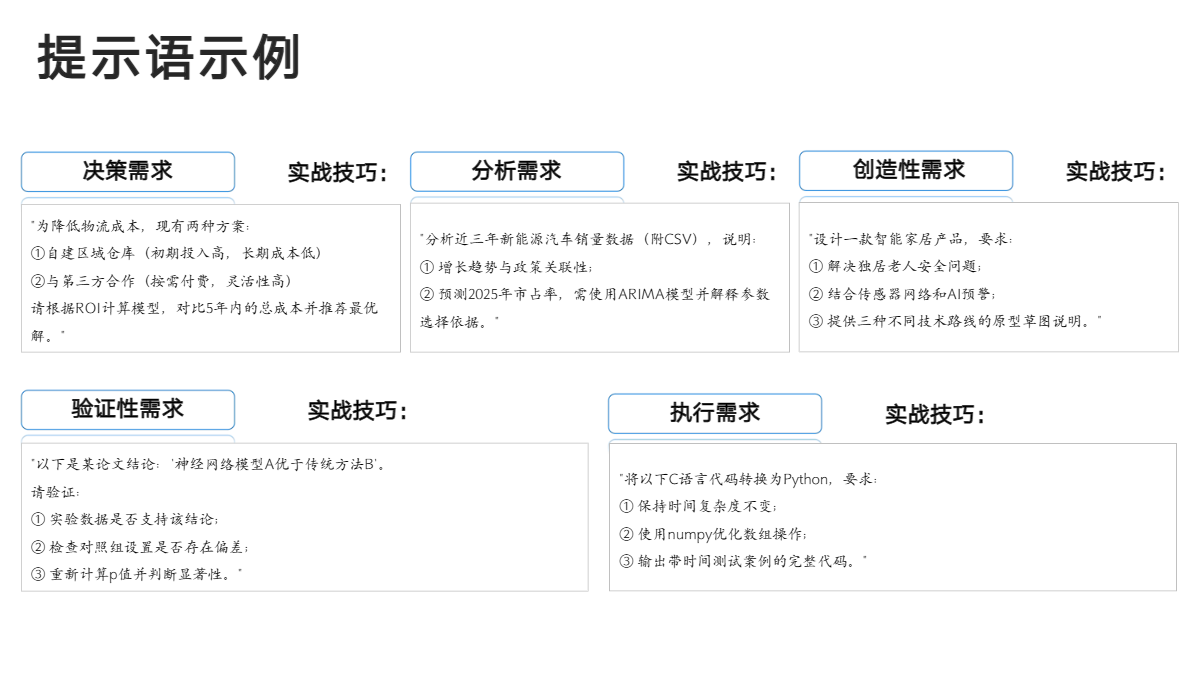 提示语示例
决策需求
实战技巧：
"为降低物流成本，现有两种方案：
①自建区域仓库（初期投入高，长期成本低）
②与第三方合作（按需付费，灵活性高）
请根据ROI计算模型，对比5年内的总成本并推荐最优
解。"
分析需求
实战技巧：
"分析近三年新能源汽车销量数据（附CSV），说明：
① 增长趋势与政策关联性；
② 预测2025年市占率，需使用ARIMA模型并解释参数
选择依据。"
创造性需求
实战技巧：
"设计一款智能家居产品，要求：
① 解决独居老人安全问题；
② 结合传感器网络和AI预警；
③ 提供三种不同技术路线的原型草图说明。"
验证性需求
实战技巧：
"以下是某论文结论：'神经网络模型A优于传统方法B'。
请验证：
① 实验数据是否支持该结论；
② 检查对照组设置是否存在偏差；
③ 重新计算p值并判断显著性。"
执行需求
实战技巧：
"将以下C语言代码转换为Python，要求：
① 保持时间复杂度不变；
② 使用numpy优化数组操作；
③ 输出带时间测试案例的完整代码。"